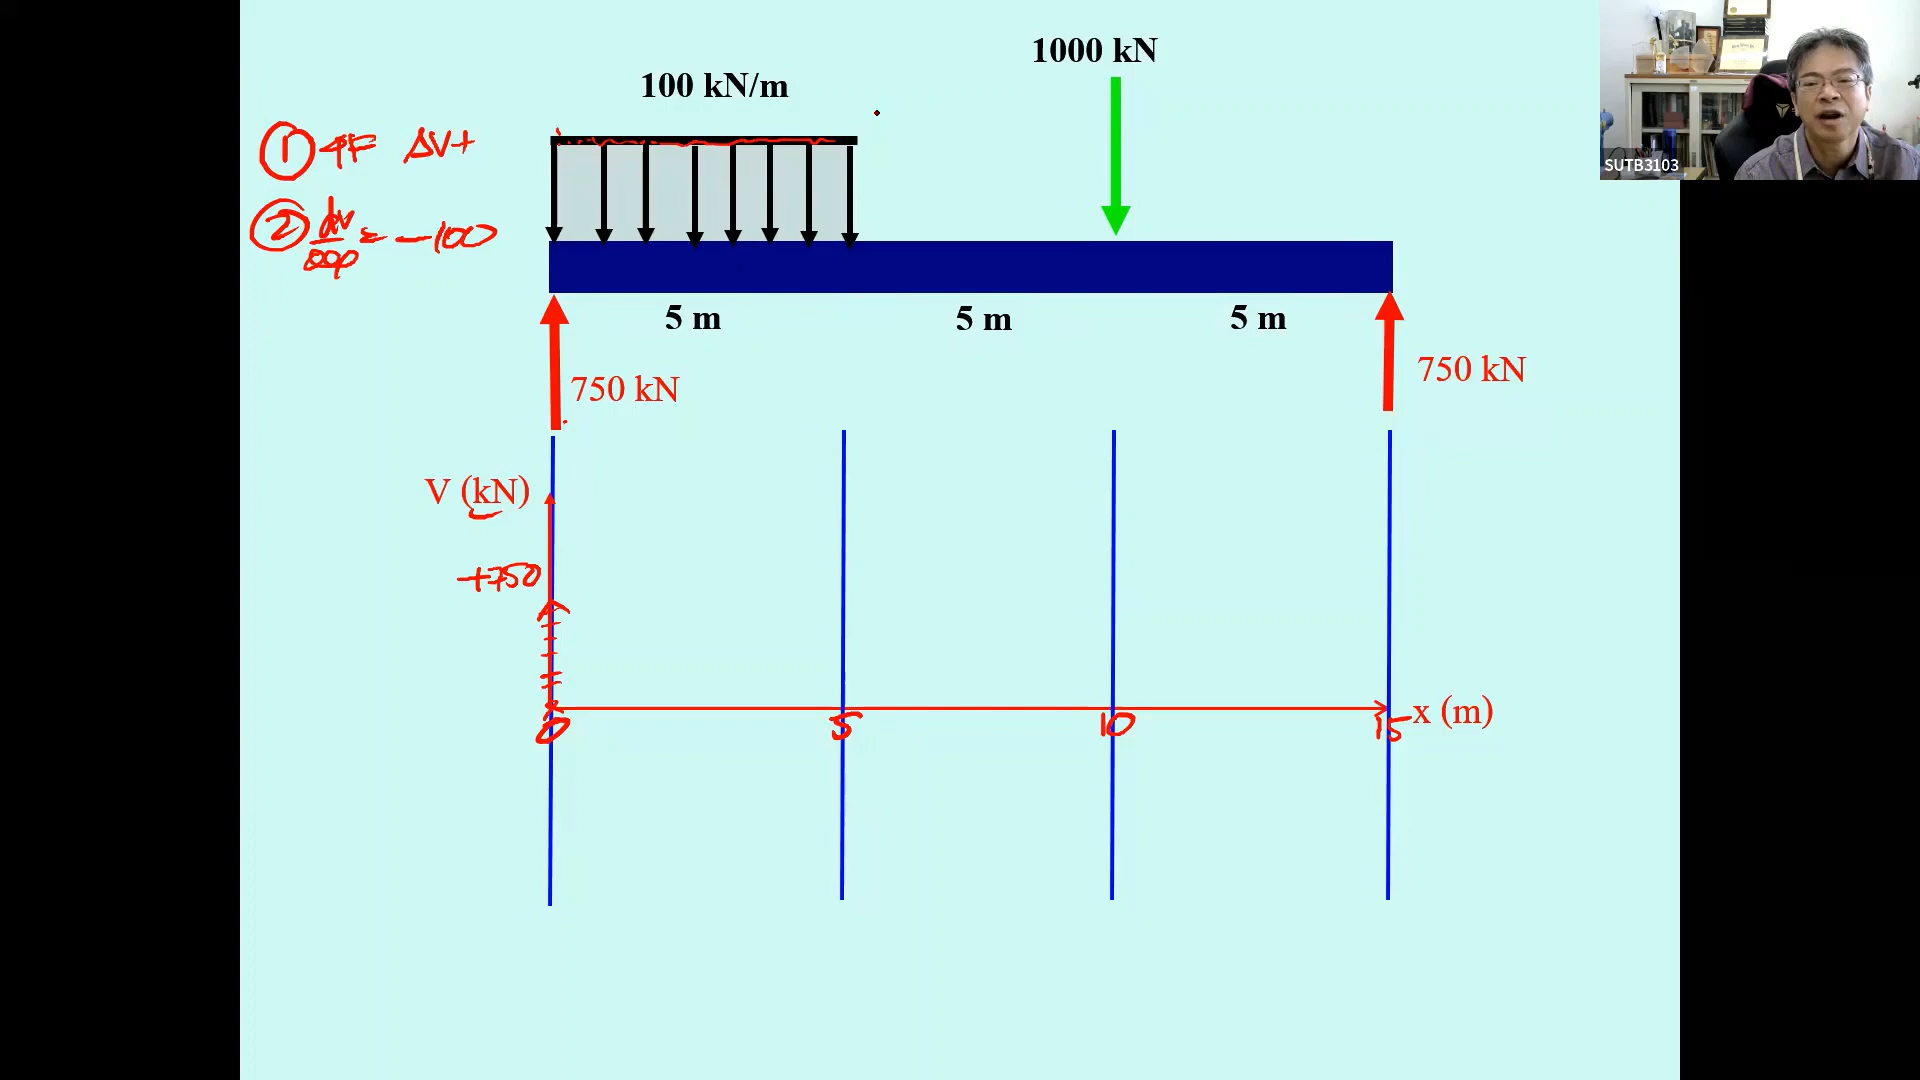 1000 kN
100 kN/m
① ↑F ΔV+
SUTB3103
② dV = -100
5 m 5 m 5 m
750 kN
750 kN
V (kN)
+750
0 5 10 15 x (m)